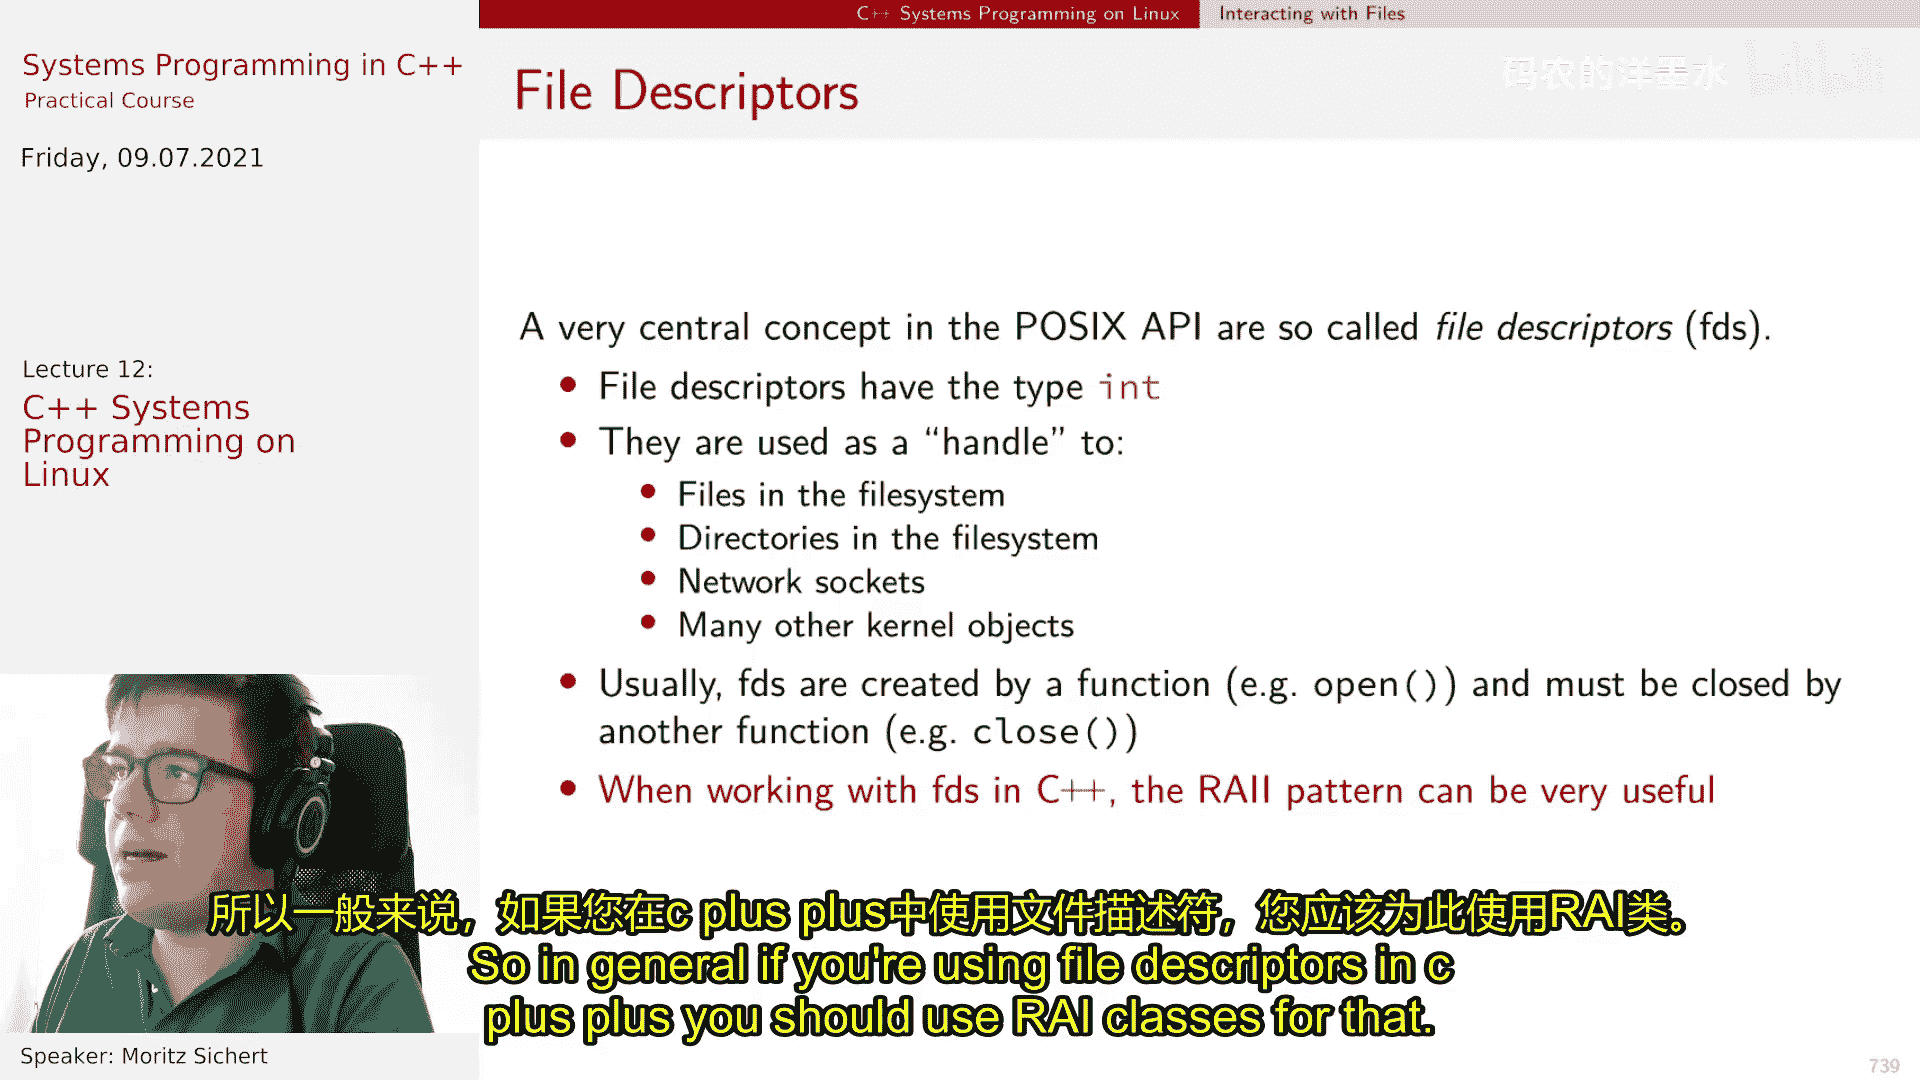 C++ Systems Programming on Linux
Interacting with Files
Systems Programming in C++
Practical Course
Friday, 09.07.2021
File Descriptors
码农的洋墨水
bilibili
A very central concept in the POSIX API are so called file descriptors (fds).
• File descriptors have the type int
• They are used as a “handle” to:
• Files in the filesystem
• Directories in the filesystem
• Network sockets
• Many other kernel objects
• Usually, fds are created by a function (e.g. open()) and must be closed by
another function (e.g. close())
• When working with fds in C++, the RAII pattern can be very useful
Lecture 12:
C++ Systems
Programming on
Linux
所以一般来说，如果您在c plus plus中使用文件描述符，您应该为此使用RAI类。
So in general if you're using file descriptors in c
plus plus you should use RAI classes for that.
Speaker: Moritz Sichert
739